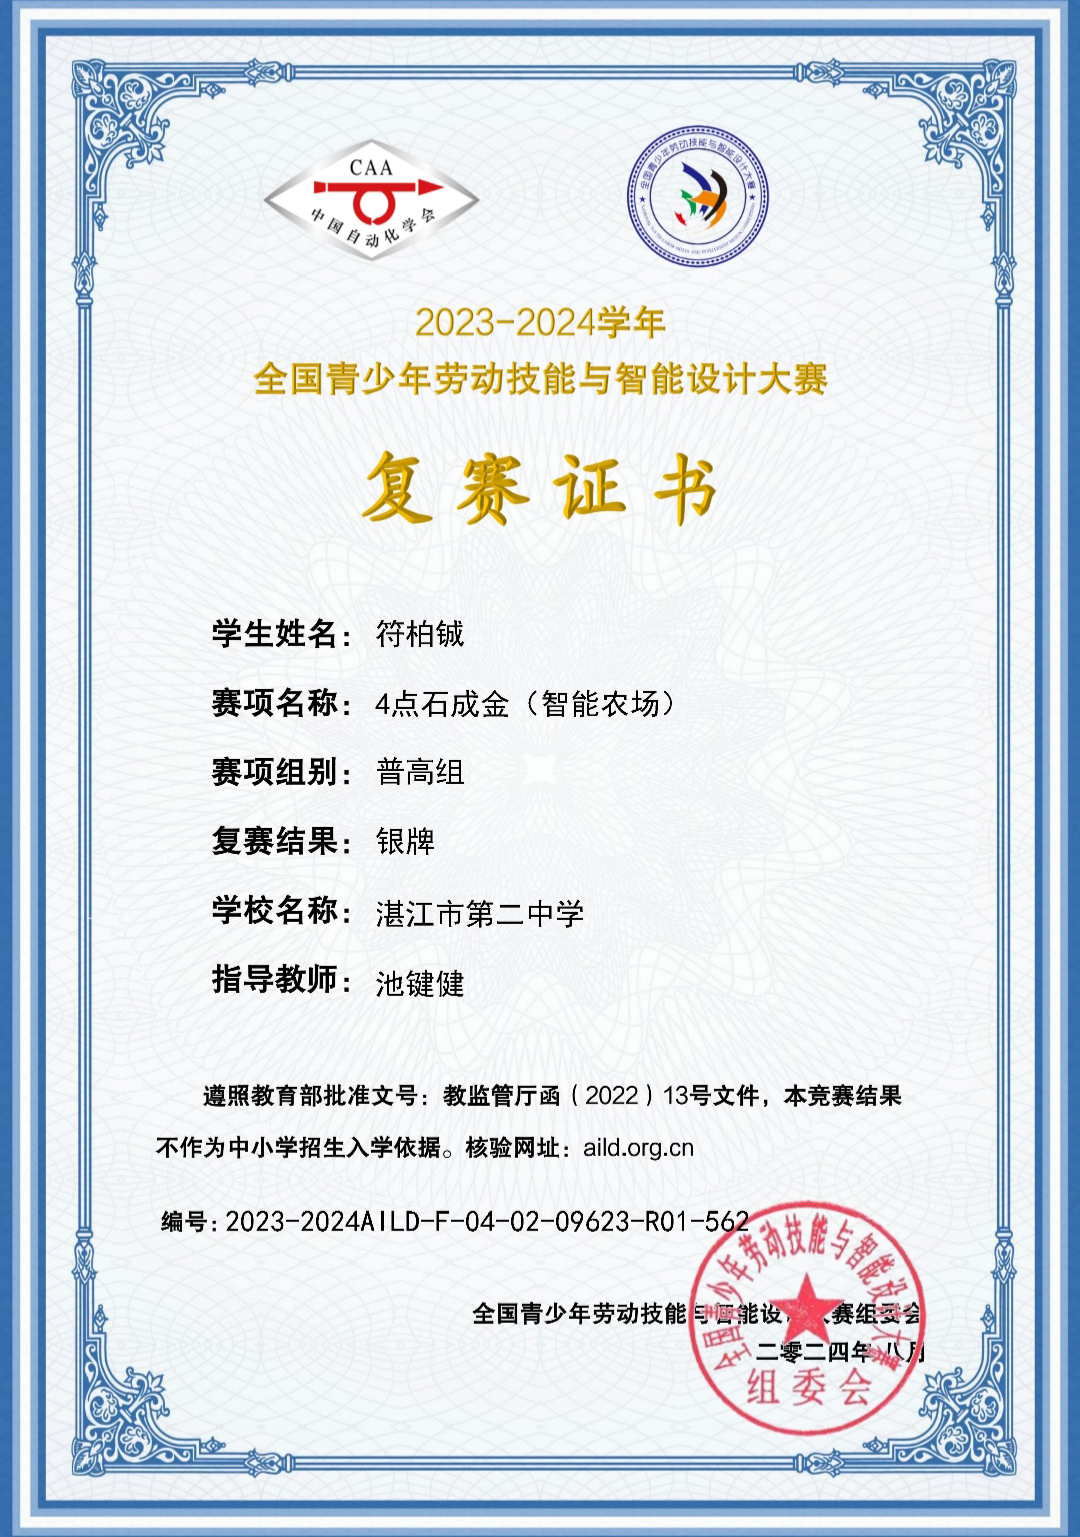 CAA
中国自动化学会
全国青少年劳动技能与智能设计大赛
2023-2024学年
全国青少年劳动技能与智能设计大赛
复赛证书
学生姓名：符柏铖
赛项名称：4点石成金（智能农场）
赛项组别：普高组
复赛结果：银牌
学校名称：湛江市第二中学
指导教师：池键健
遵照教育部批准文号：教监管厅函（2022）13号文件，本竞赛结果
不作为中小学招生入学依据。核验网址：aild.org.cn
编号：2023-2024AILD-F-04-02-09623-R01-562
全国青少年劳动技能与智能设计大赛组委会
二零二四年八月
全国青少年劳动技能与智能设计大赛
组委会